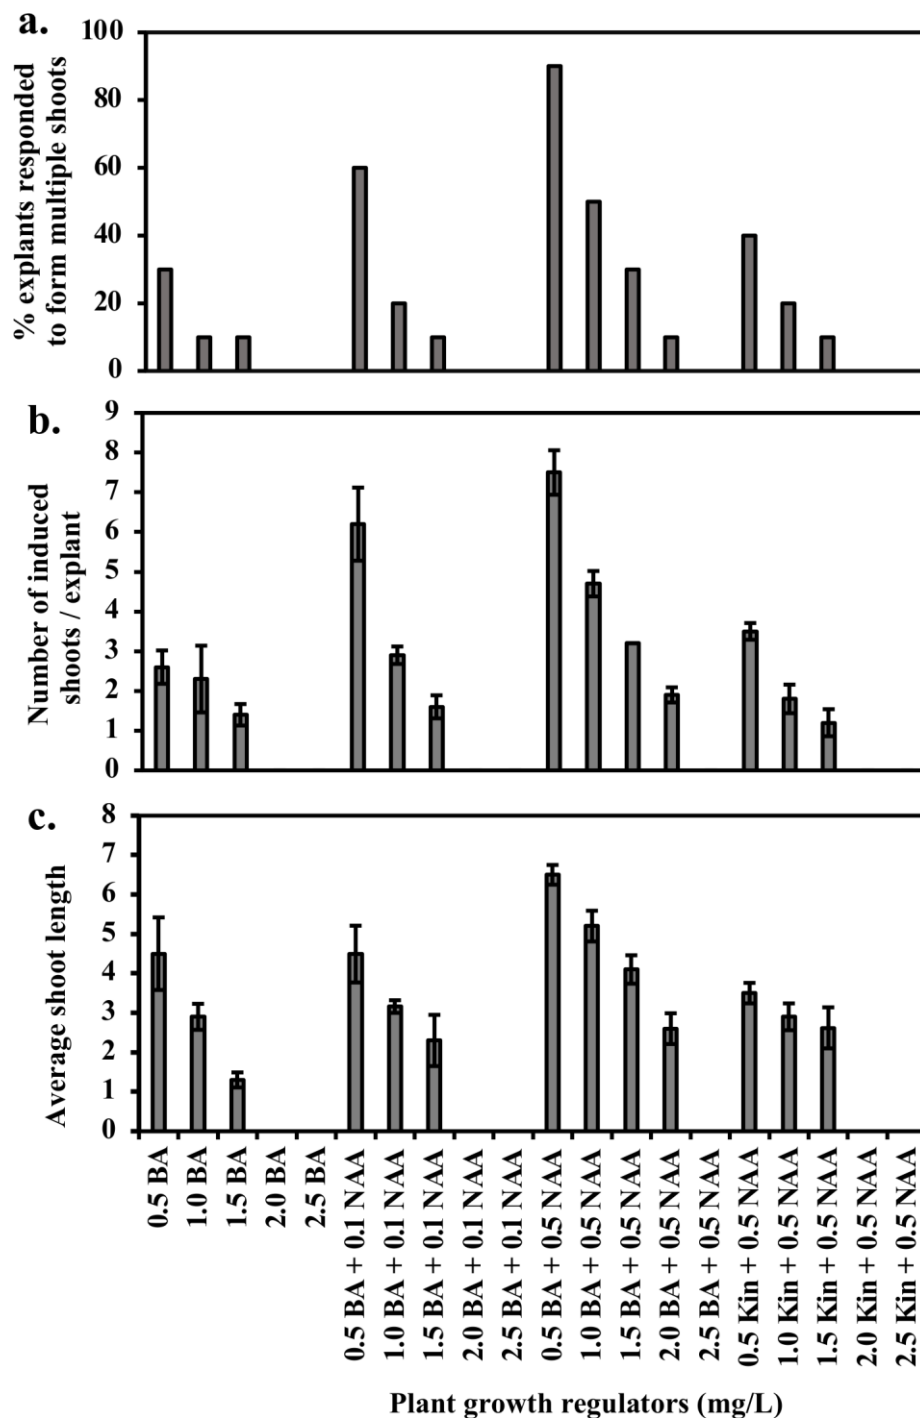 a.
% explants responded
to form multiple shoots
100
80
60
40
20
0
b.
Number of induced
shoots / explant
9
8
7
6
5
4
3
2
1
0
c.
Average shoot length
8
7
6
5
4
3
2
1
0
0.5 BA
1.0 BA
1.5 BA
2.0 BA
2.5 BA
0.5 BA + 0.1 NAA
1.0 BA + 0.1 NAA
1.5 BA + 0.1 NAA
2.0 BA + 0.1 NAA
2.5 BA + 0.1 NAA
0.5 BA + 0.5 NAA
1.0 BA + 0.5 NAA
1.5 BA + 0.5 NAA
2.0 BA + 0.5 NAA
2.5 BA + 0.5 NAA
0.5 Kin + 0.5 NAA
1.0 Kin + 0.5 NAA
1.5 Kin + 0.5 NAA
2.0 Kin + 0.5 NAA
2.5 Kin + 0.5 NAA
Plant growth regulators (mg/L)